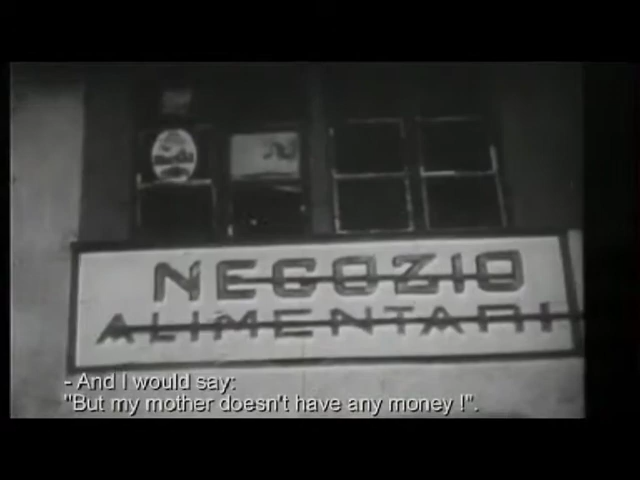 NEGOZIO
ALIMENTARI
- And I would say:
"But my mother doesn't have any money !".